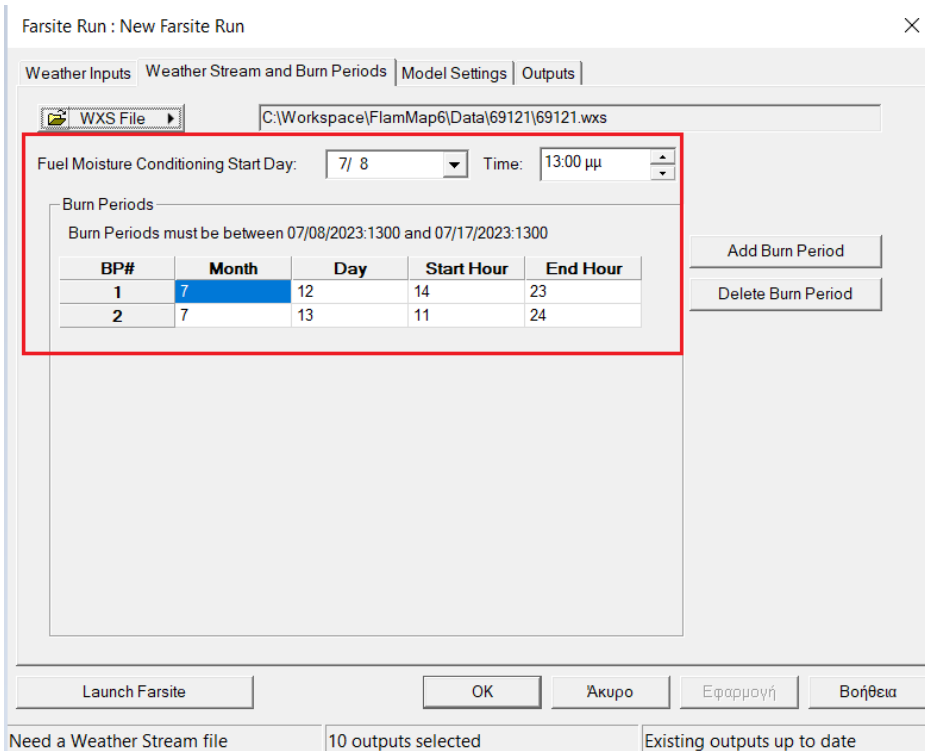 Farsite Run : New Farsite Run
Weather Inputs Weather Stream and Burn Periods Model Settings Outputs
WXS File C:\Workspace\FlamMap6\Data\69121\69121.wxs
Fuel Moisture Conditioning Start Day: 7/ 8 Time: 13:00 μμ
Burn Periods
Burn Periods must be between 07/08/2023:1300 and 07/17/2023:1300
Add Burn Period
BP# Month Day Start Hour End Hour
1 7 12 14 23
Delete Burn Period
2 7 13 11 24
Launch Farsite OK Άκυρο Εφαρμογή Βοήθεια
Need a Weather Stream file 10 outputs selected Existing outputs up to date